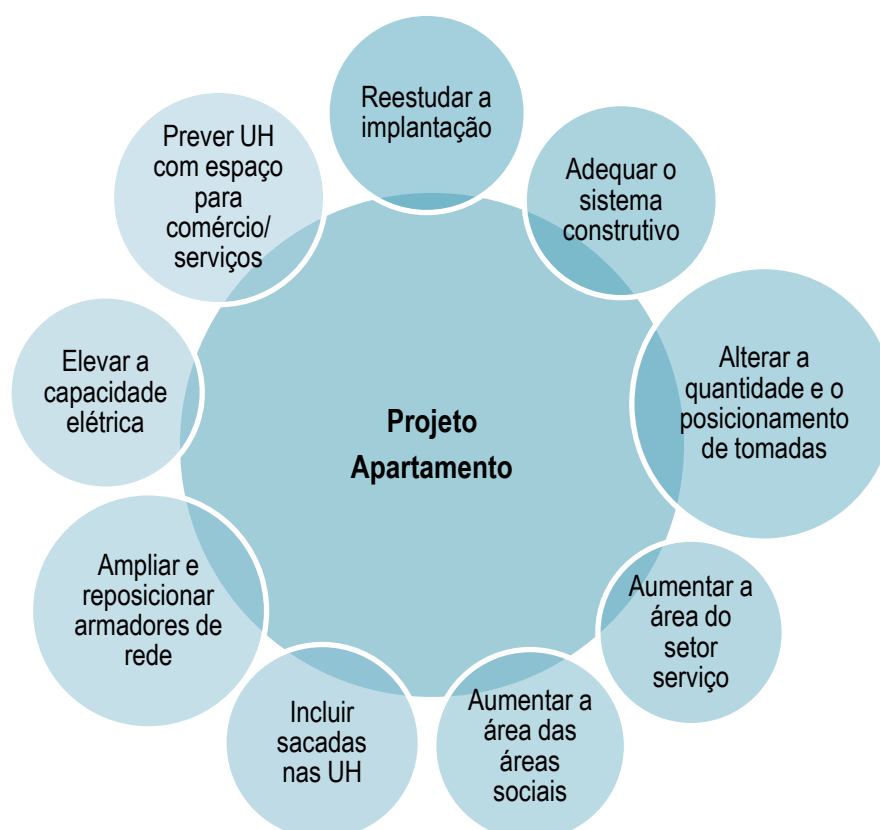 Reestudar a
implantação
Adequar o
sistema
construtivo
Alterar a
quantidade e o
posicionamento
de tomadas
Aumentar a
área do
setor
serviço
Aumentar a
área das
áreas
sociais
Incluir
sacadas
nas UH
Ampliar e
reposicionar
armadores de
rede
Elevar a
capacidade
elétrica
Prever UH
com espaço
para
comércio/
serviços
Projeto
Apartamento